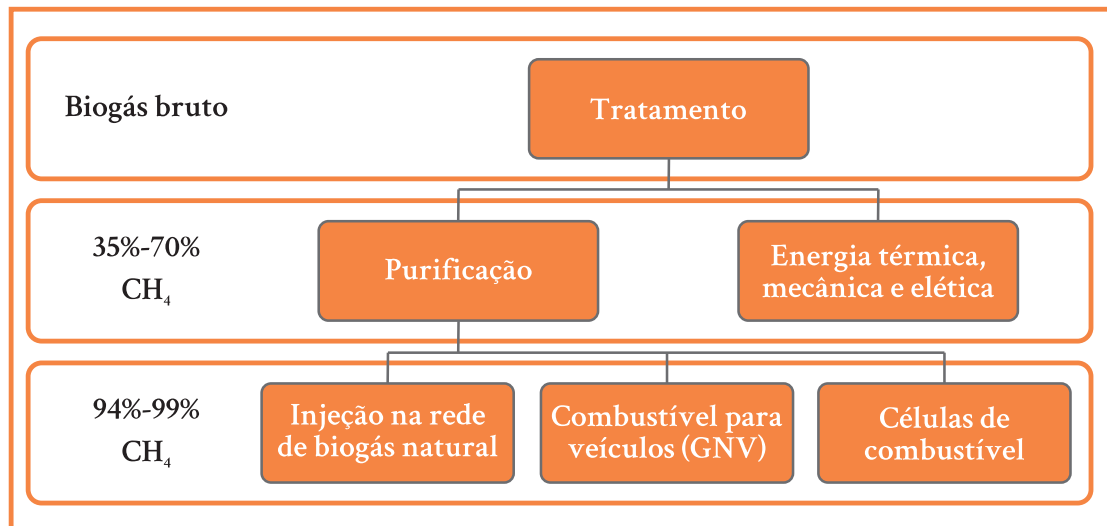 Biogás bruto
Tratamento
35%-70%
CH₄
Purificação
Energia térmica,
mecânica e elética
94%-99%
CH₄
Injeção na rede
de biogás natural
Combustível para
veículos (GNV)
Células de
combustível